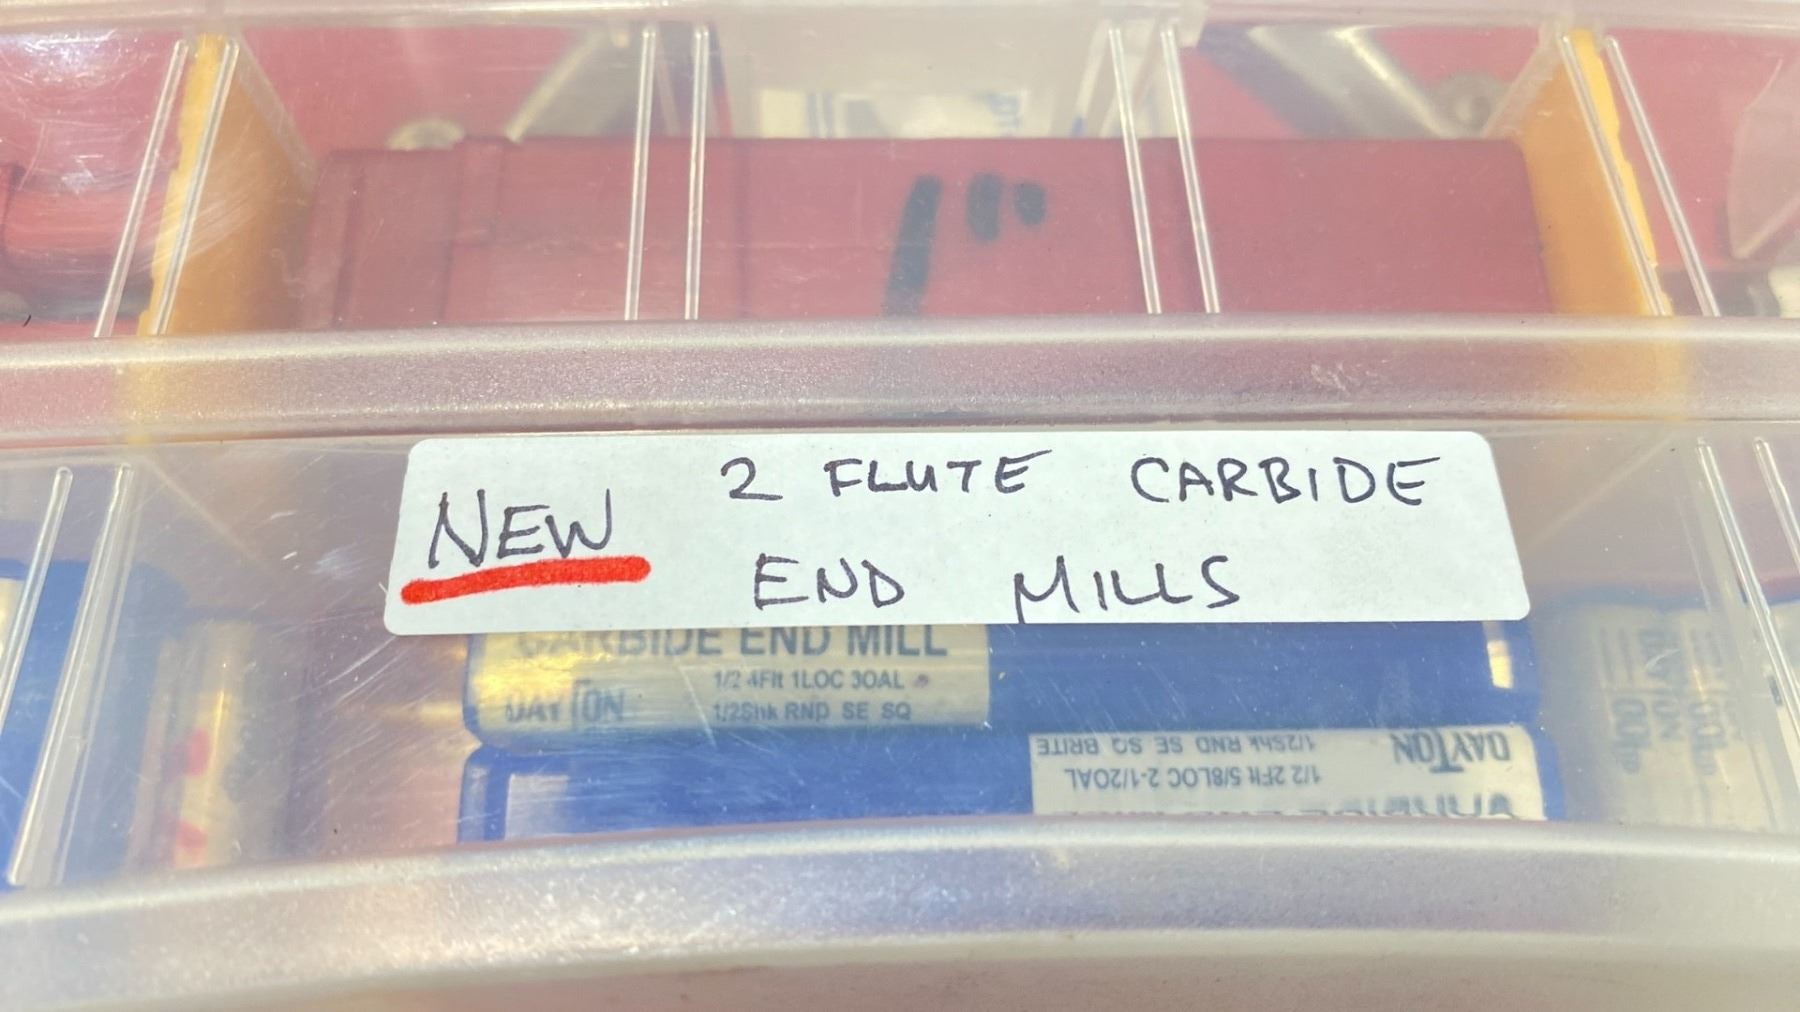 1"
NEW
2 FLUTE CARBIDE
END MILLS
CARBIDE END MILL
1/2 4Flt 1LOC 3OAL
DAYTON
1/2Shk RND SE SQ
DAYTON
1/2Shk RND SE SQ BRITE
1/2 2Flt 5/8LOC 2-1/2OAL